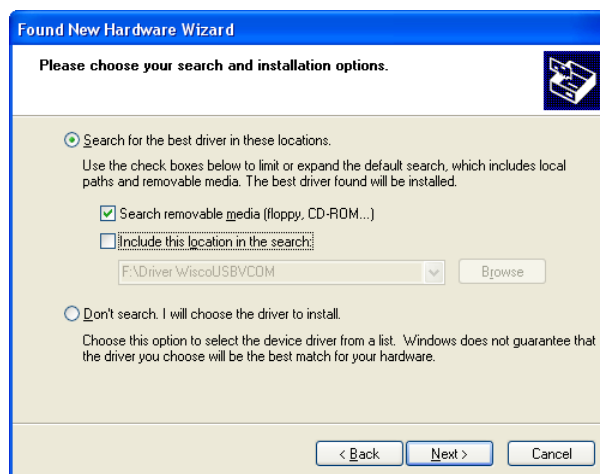 Found New Hardware Wizard
Please choose your search and installation options.
Search for the best driver in these locations.
Use the check boxes below to limit or expand the default search, which includes local
paths and removable media. The best driver found will be installed.
Search removable media (floppy, CD-ROM...)
Include this location in the search:
F:\Driver WiscoUSBVCOM
Browse
Don't search. I will choose the driver to install.
Choose this option to select the device driver from a list. Windows does not guarantee that
the driver you choose will be the best match for your hardware.
< Back Next > Cancel